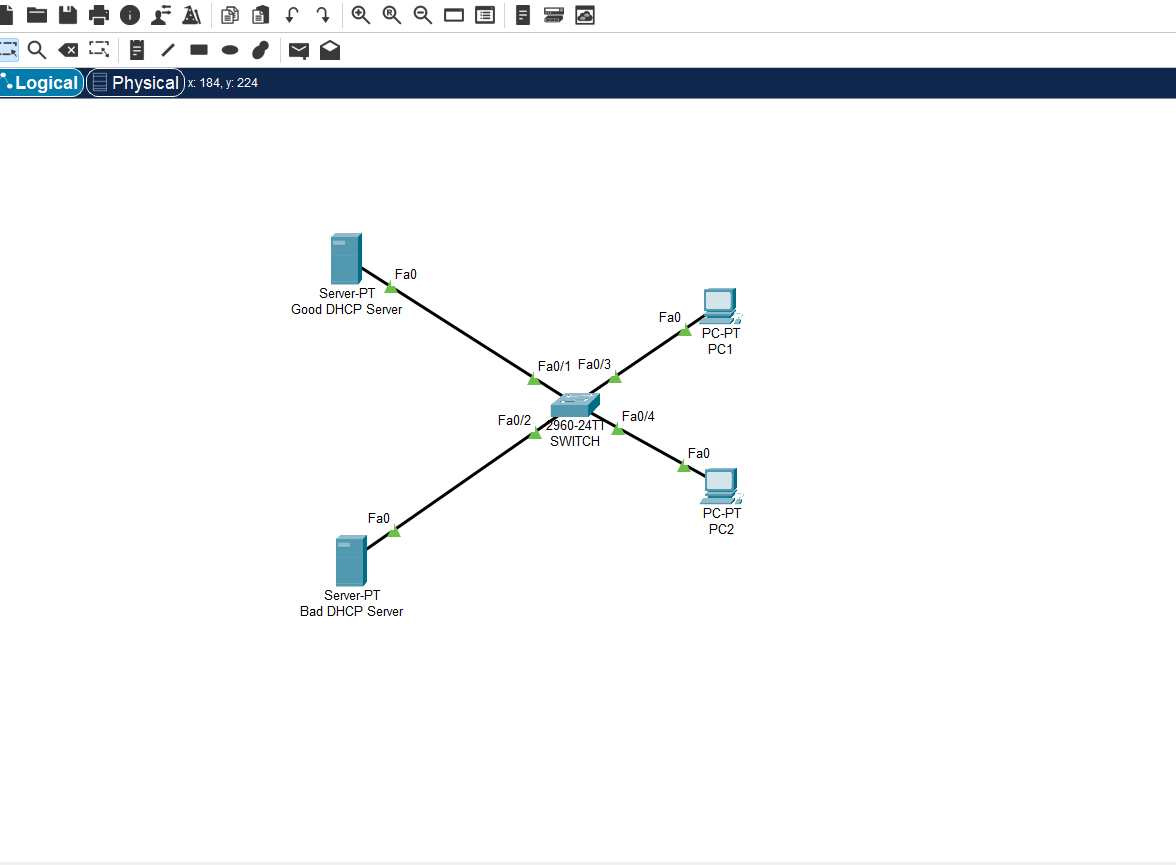 Logical Physical x: 184, y: 224
Fa0
Server-PT
Good DHCP Server
Fa0
PC-PT
PC1
Fa0/1 Fa0/3
Fa0/2
Fa0/4
2960-24TT
SWITCH
Fa0
PC-PT
PC2
Fa0
Server-PT
Bad DHCP Server